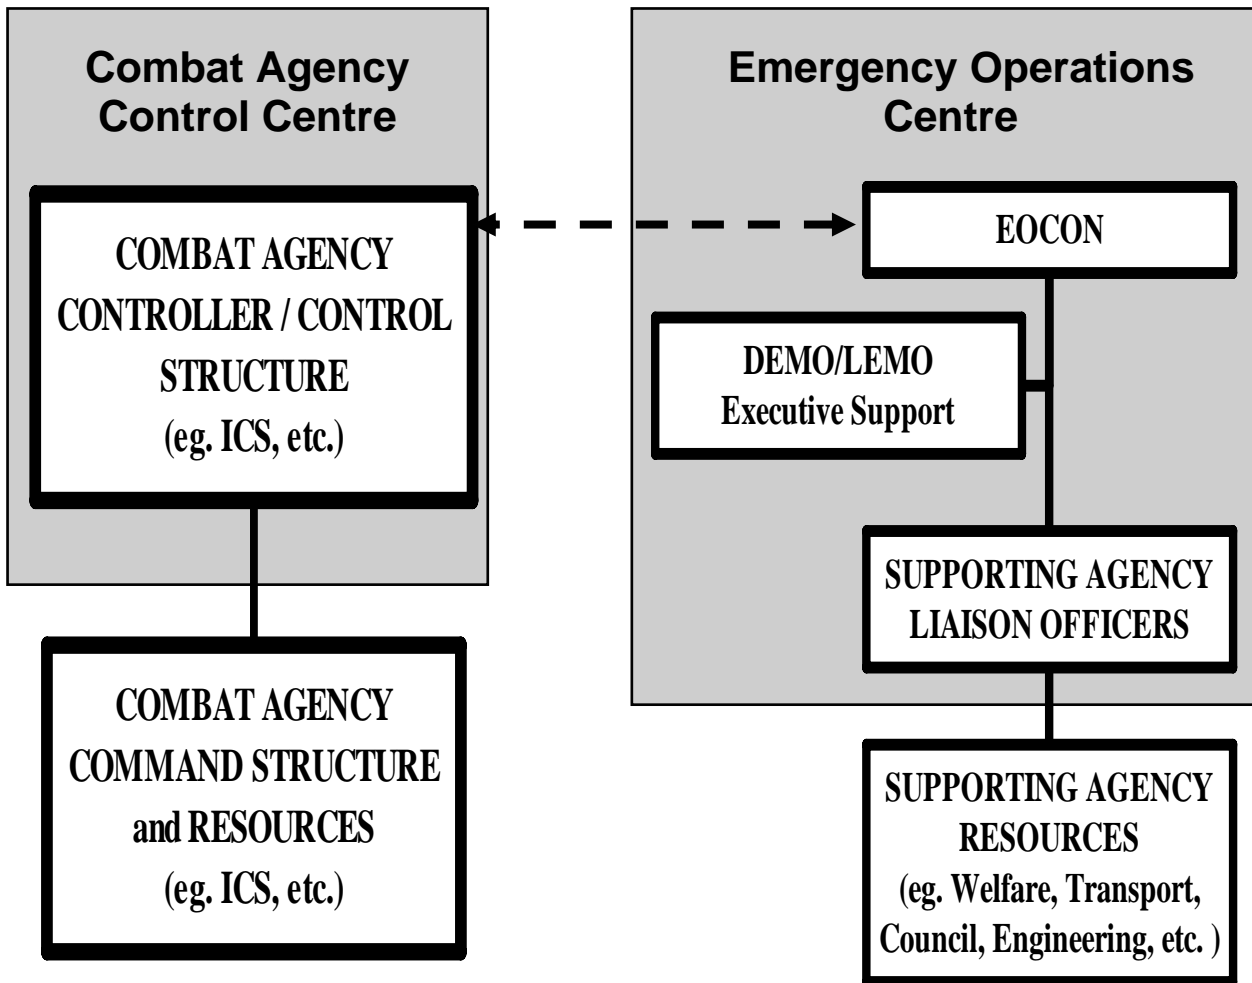 Combat Agency
Control Centre
COMBAT AGENCY
CONTROLLER / CONTROL
STRUCTURE
(eg. ICS, etc.)
COMBAT AGENCY
COMMAND STRUCTURE
and RESOURCES
(eg. ICS, etc.)
Emergency Operations
Centre
EOCON
DEMO/LEMO
Executive Support
SUPPORTING AGENCY
LIAISON OFFICERS
SUPPORTING AGENCY
RESOURCES
(eg. Welfare, Transport,
Council, Engineering, etc. )